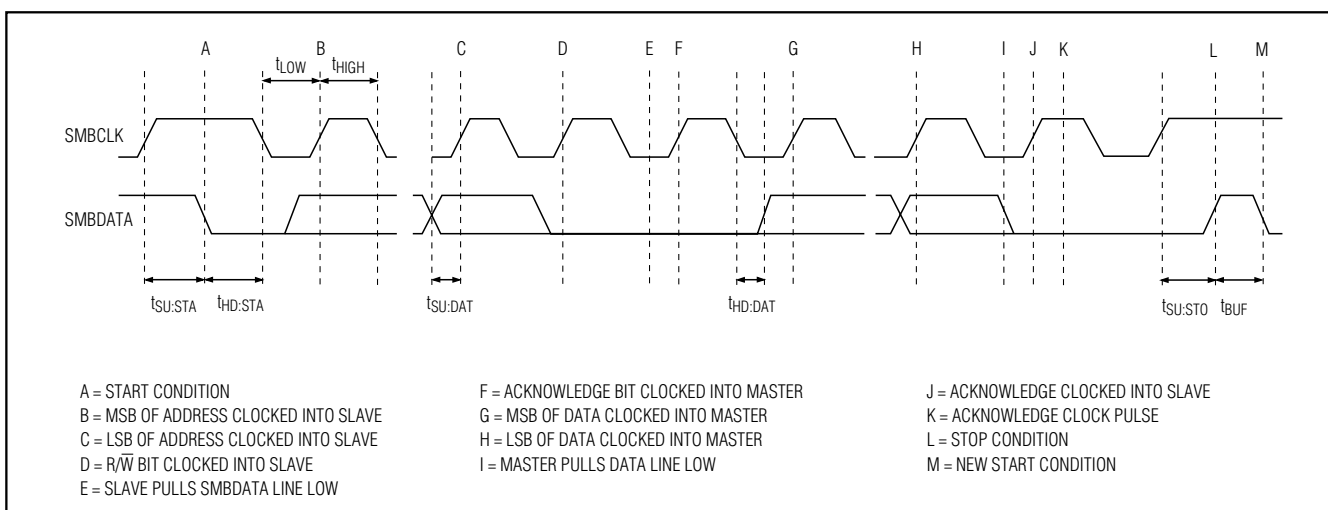 A B C D E F G H I J K L M
tLOW tHIGH
SMBCLK
SMBDATA
tSU:STA tHD:STA tSU:DAT tHD:DAT tSU:STO tBUF
A = START CONDITION
B = MSB OF ADDRESS CLOCKED INTO SLAVE
C = LSB OF ADDRESS CLOCKED INTO SLAVE
D = R/W̅ BIT CLOCKED INTO SLAVE
E = SLAVE PULLS SMBDATA LINE LOW
F = ACKNOWLEDGE BIT CLOCKED INTO MASTER
G = MSB OF DATA CLOCKED INTO MASTER
H = LSB OF DATA CLOCKED INTO MASTER
I = MASTER PULLS DATA LINE LOW
J = ACKNOWLEDGE CLOCKED INTO SLAVE
K = ACKNOWLEDGE CLOCK PULSE
L = STOP CONDITION
M = NEW START CONDITION